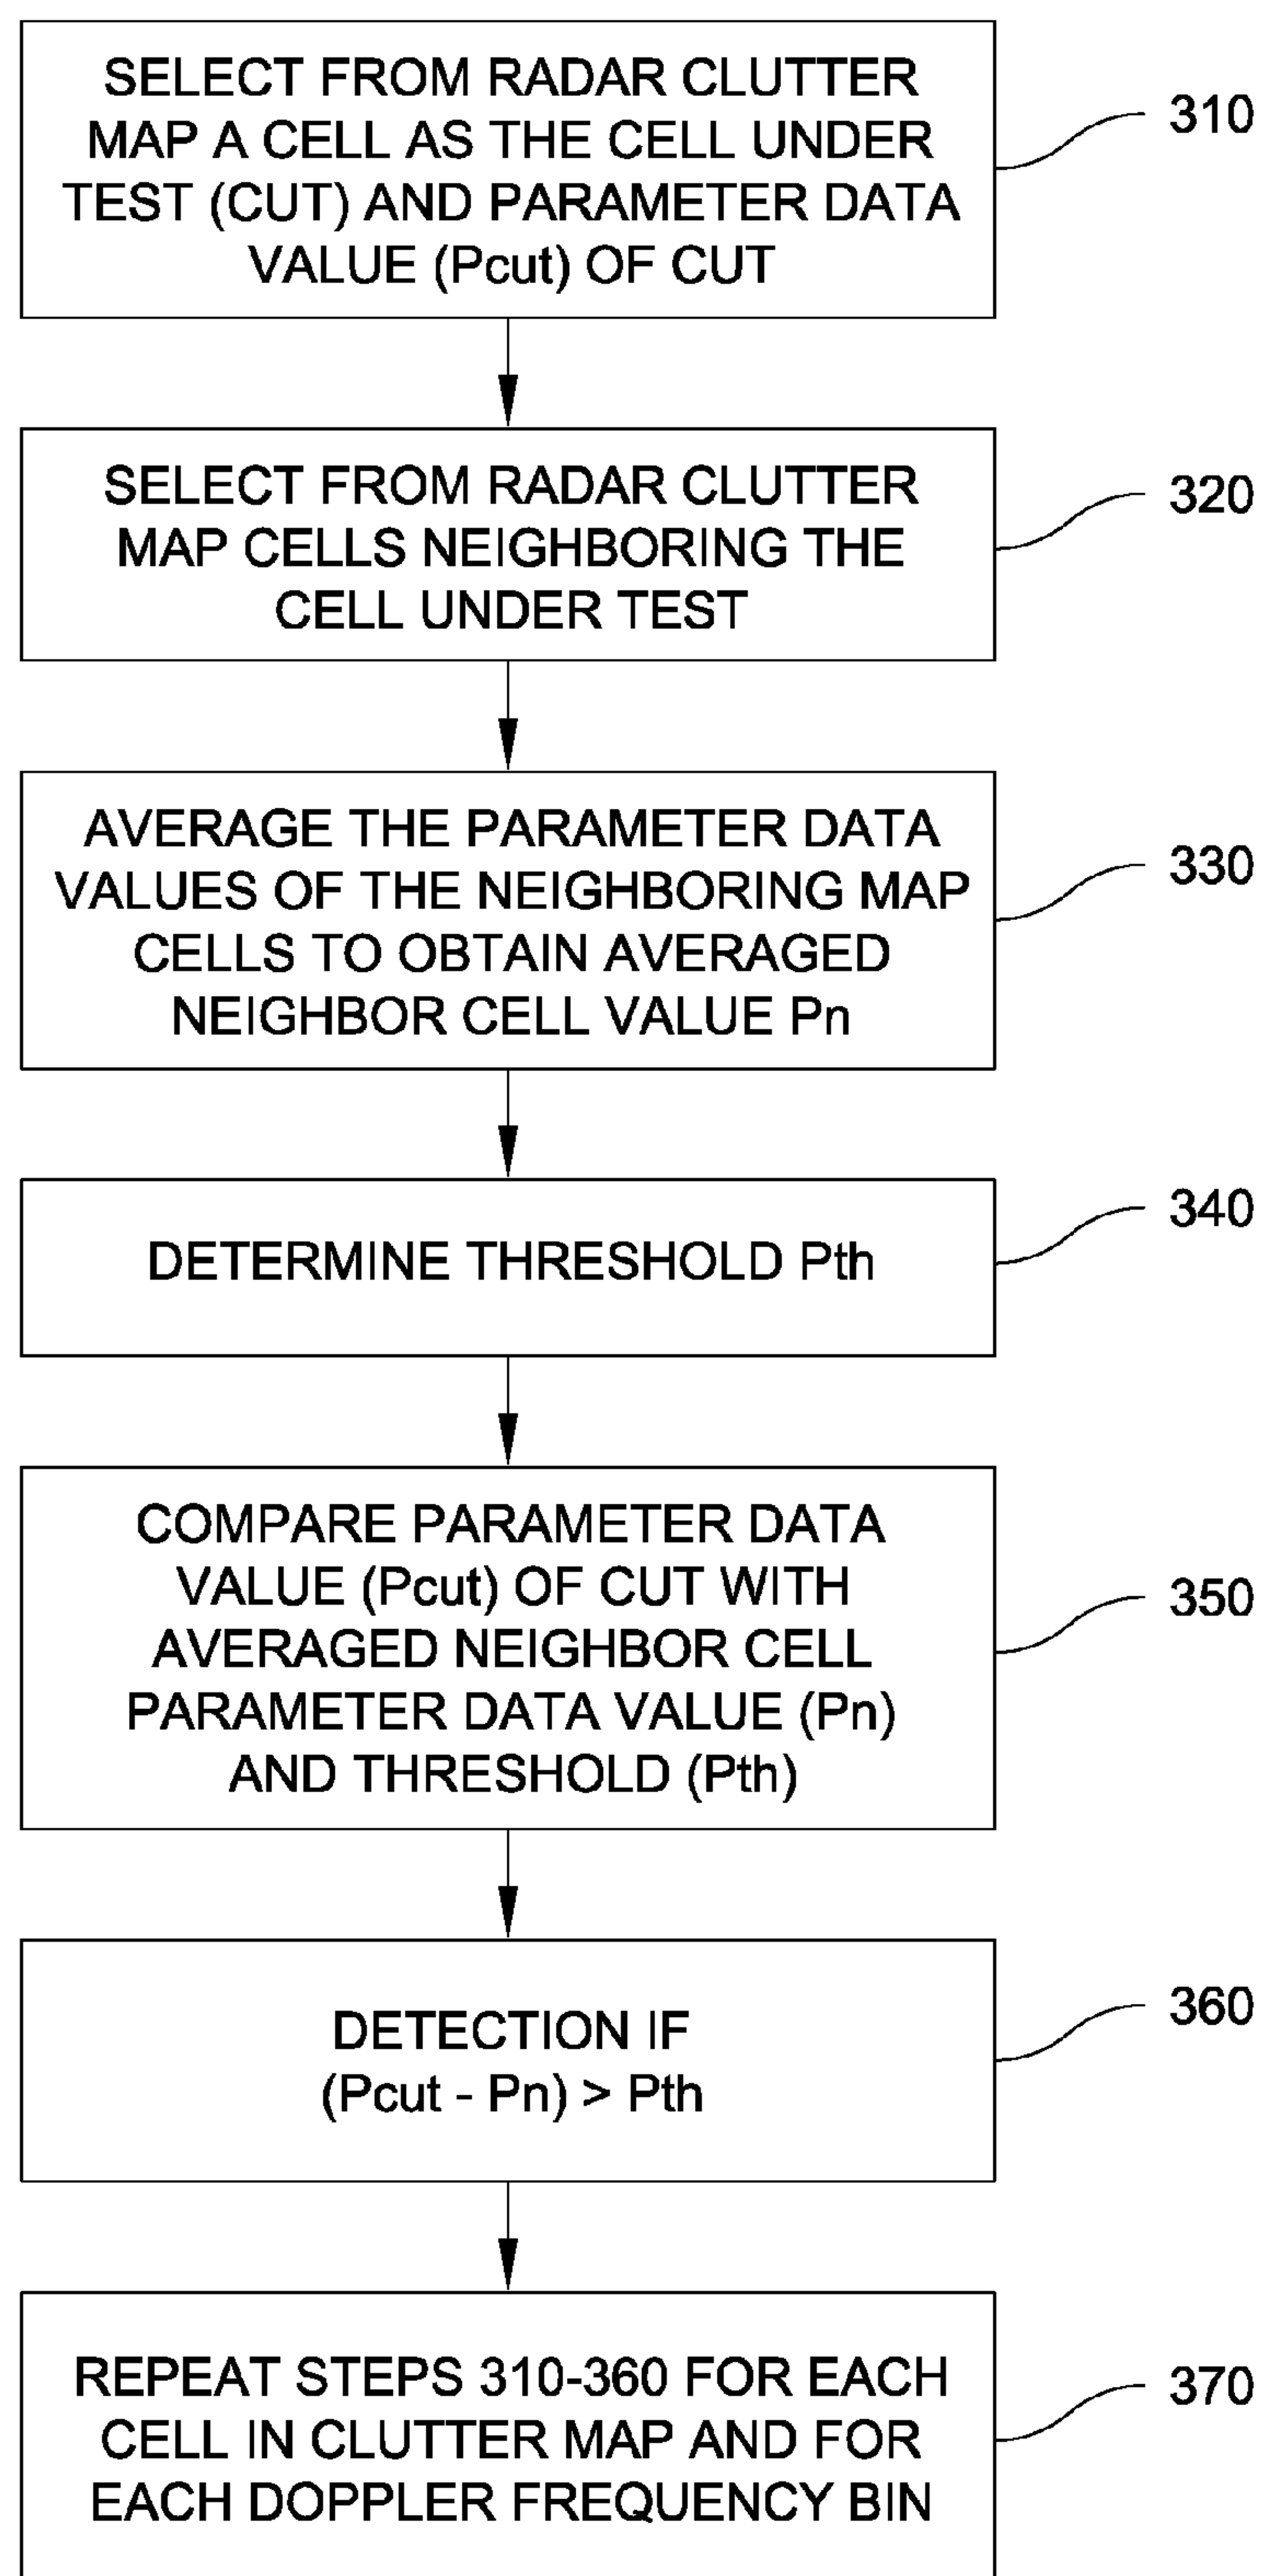 SELECT FROM RADAR CLUTTER
MAP A CELL AS THE CELL UNDER
TEST (CUT) AND PARAMETER DATA
VALUE (Pcut) OF CUT
310
SELECT FROM RADAR CLUTTER
MAP CELLS NEIGHBORING THE
CELL UNDER TEST
320
AVERAGE THE PARAMETER DATA
VALUES OF THE NEIGHBORING MAP
CELLS TO OBTAIN AVERAGED
NEIGHBOR CELL VALUE Pn
330
DETERMINE THRESHOLD Pth
340
COMPARE PARAMETER DATA
VALUE (Pcut) OF CUT WITH
AVERAGED NEIGHBOR CELL
PARAMETER DATA VALUE (Pn)
AND THRESHOLD (Pth)
350
DETECTION IF
(Pcut - Pn) > Pth
360
REPEAT STEPS 310-360 FOR EACH
CELL IN CLUTTER MAP AND FOR
EACH DOPPLER FREQUENCY BIN
370